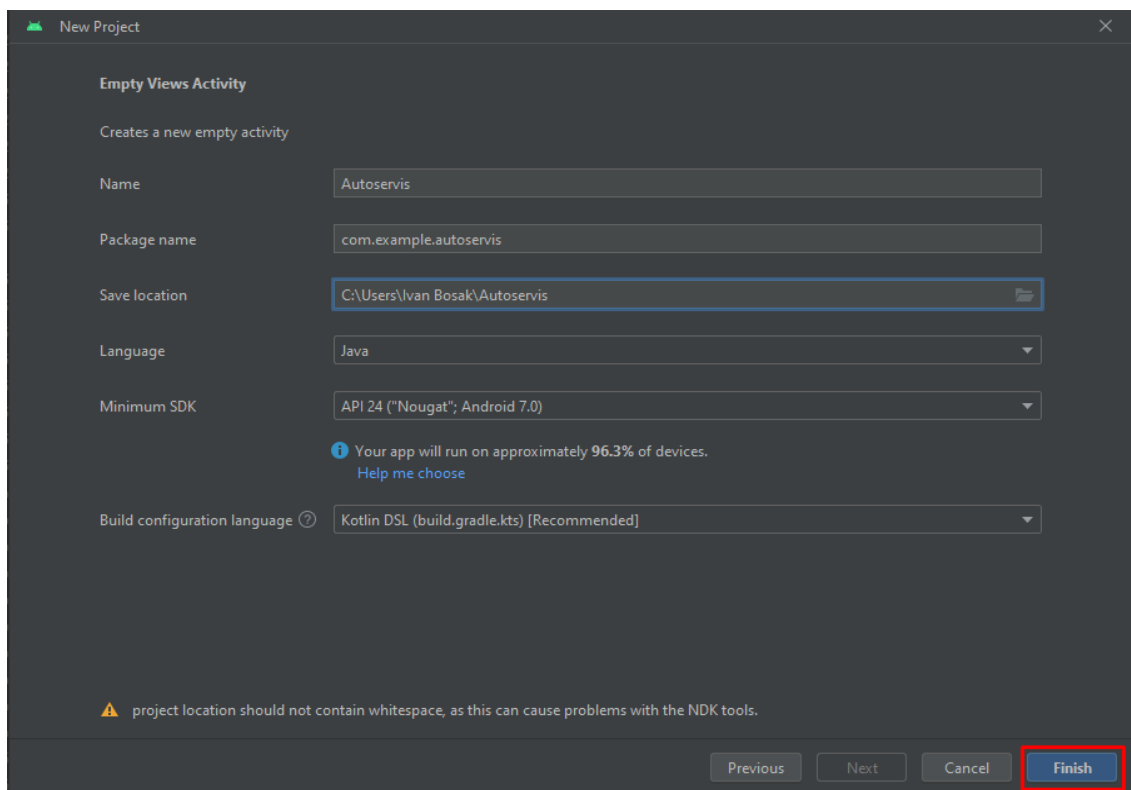 New Project
Empty Views Activity
Creates a new empty activity
Name Autoservis
Package name com.example.autoservis
Save location C:\Users\Ivan Bosak\Autoservis
Language Java
Minimum SDK API 24 ("Nougat"; Android 7.0)
Your app will run on approximately 96.3% of devices.
Help me choose
Build configuration language ? Kotlin DSL (build.gradle.kts) [Recommended]
project location should not contain whitespace, as this can cause problems with the NDK tools.
Previous Next Cancel Finish